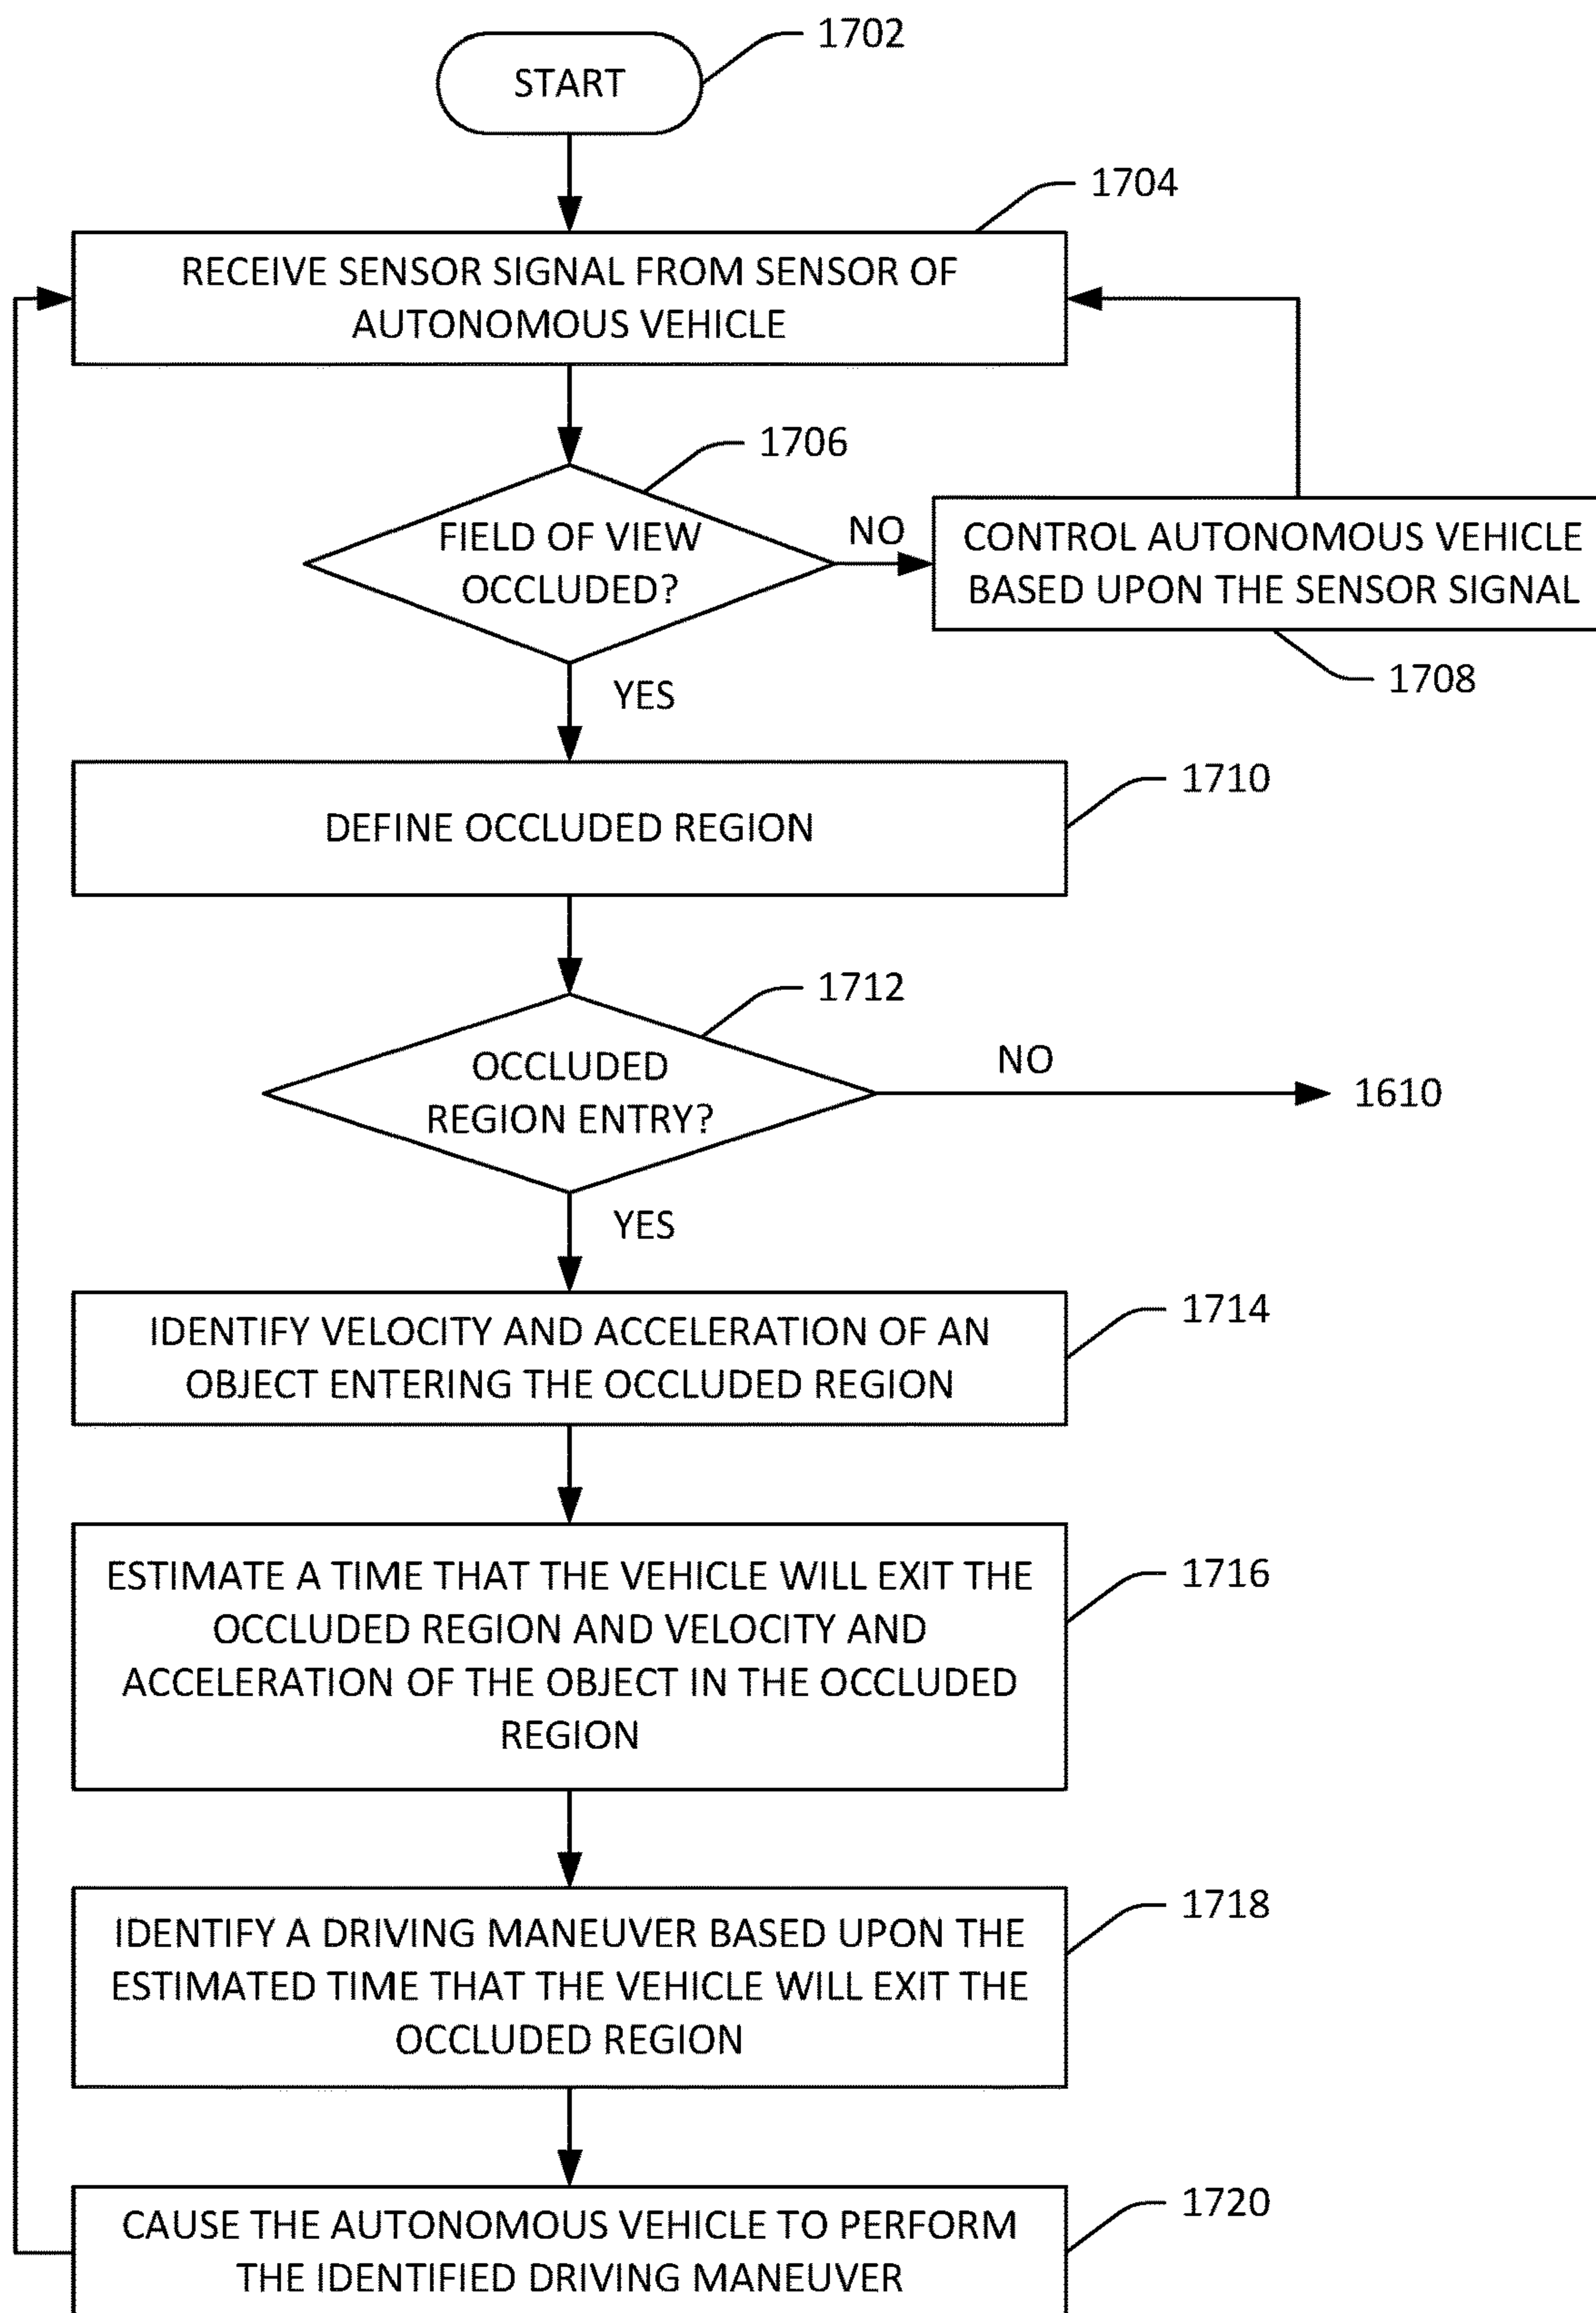 START
1702
1704
RECEIVE SENSOR SIGNAL FROM SENSOR OF
AUTONOMOUS VEHICLE
1706
FIELD OF VIEW
OCCLUDED?
NO
CONTROL AUTONOMOUS VEHICLE
BASED UPON THE SENSOR SIGNAL
1708
YES
1710
DEFINE OCCLUDED REGION
1712
OCCLUDED
REGION ENTRY?
NO
1610
YES
1714
IDENTIFY VELOCITY AND ACCELERATION OF AN
OBJECT ENTERING THE OCCLUDED REGION
1716
ESTIMATE A TIME THAT THE VEHICLE WILL EXIT THE
OCCLUDED REGION AND VELOCITY AND
ACCELERATION OF THE OBJECT IN THE OCCLUDED
REGION
1718
IDENTIFY A DRIVING MANEUVER BASED UPON THE
ESTIMATED TIME THAT THE VEHICLE WILL EXIT THE
OCCLUDED REGION
1720
CAUSE THE AUTONOMOUS VEHICLE TO PERFORM
THE IDENTIFIED DRIVING MANEUVER